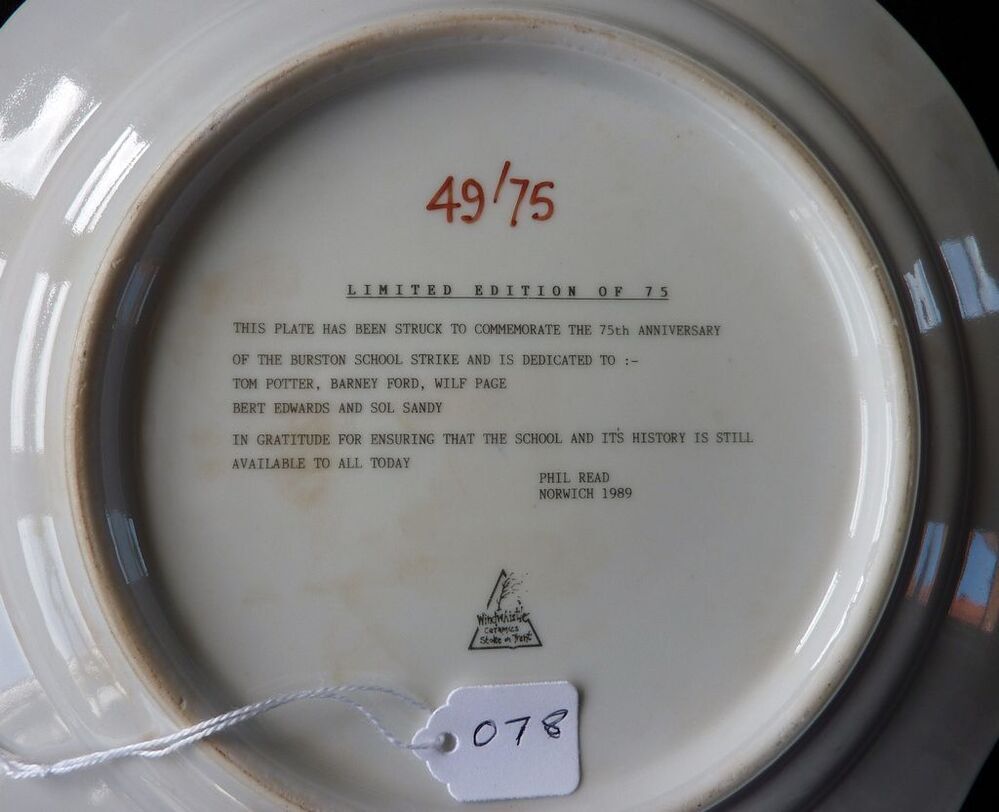 49/75
LIMITED EDITION OF 75
THIS PLATE HAS BEEN STRUCK TO COMMEMORATE THE 75th ANNIVERSARY
OF THE BURSTON SCHOOL STRIKE AND IS DEDICATED TO :-
TOM POTTER, BARNEY FORD, WILF PAGE
BERT EDWARDS AND SOL SANDY
IN GRATITUDE FOR ENSURING THAT THE SCHOOL AND IT'S HISTORY IS STILL
AVAILABLE TO ALL TODAY
PHIL READ
NORWICH 1989
Windwhistle
Ceramics
Stoke on Trent
078